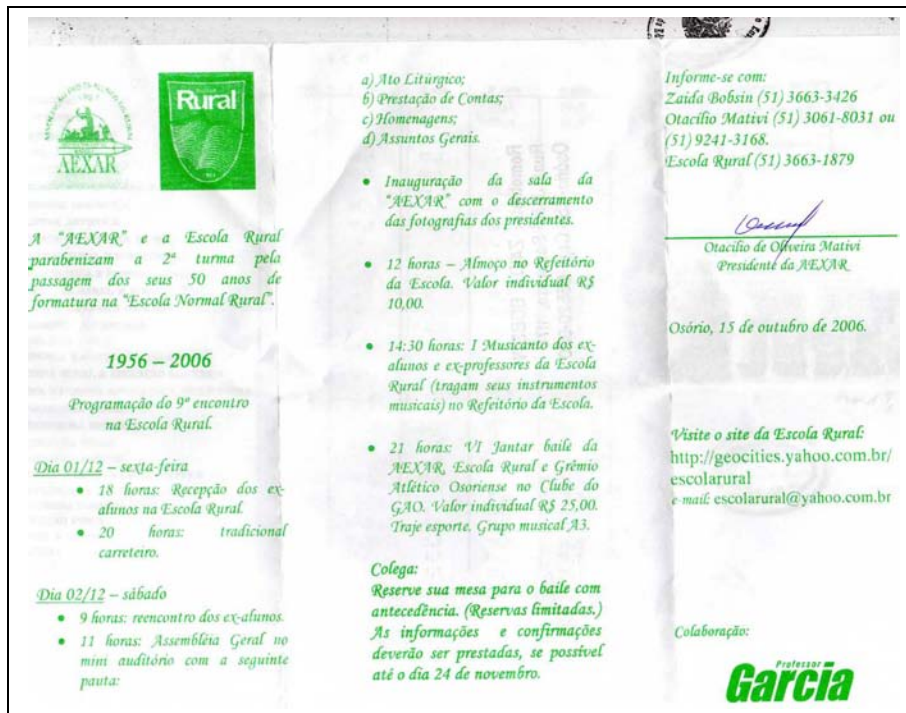 AEXAR
Rural
A "AEXAR" e a Escola Rural
parabenizam a 2ª turma pela
passagem dos seus 50 anos de
formatura na "Escola Normal Rural".
1956 – 2006
Programação do 9º encontro
na Escola Rural.
Dia 01/12 – sexta-feira
• 18 horas: Recepção dos ex-
alunos na Escola Rural.
• 20 horas: tradicional
carreteiro.
Dia 02/12 – sábado
• 9 horas: reencontro dos ex-alunos.
• 11 horas: Assembléia Geral no
mini auditório com a seguinte
pauta:
a) Ato Litúrgico;
b) Prestação de Contas;
c) Homenagens;
d) Assuntos Gerais.
• Inauguração da sala da
"AEXAR" com o descerramento
das fotografias dos presidentes.
• 12 horas – Almoço no Refeitório
da Escola. Valor individual R$
10,00.
• 14:30 horas: I Musicanto dos ex-
alunos e ex-professores da Escola
Rural (tragam seus instrumentos
musicais) no Refeitório da Escola.
• 21 horas: VI Jantar baile da
AEXAR, Escola Rural e Grêmio
Atlético Osoriense no Clube do
GAO. Valor individual R$ 25,00.
Traje esporte. Grupo musical A3.
Colega:
Reserve sua mesa para o baile com
antecedência. (Reservas limitadas.)
As informações e confirmações
deverão ser prestadas, se possível
até o dia 24 de novembro.
Informe-se com:
Zaida Bobsin (51) 3663-3426
Otacílio Mativi (51) 3061-8031 ou
(51) 9241-3168.
Escola Rural (51) 3663-1879
Otacílio de Oliveira Mativi
Presidente da AEXAR
Osório, 15 de outubro de 2006.
Visite o site da Escola Rural:
http://geocities.yahoo.com.br/
escolarural
e-mail: escolarural@yahoo.com.br
Colaboração:
Professor
Garcia